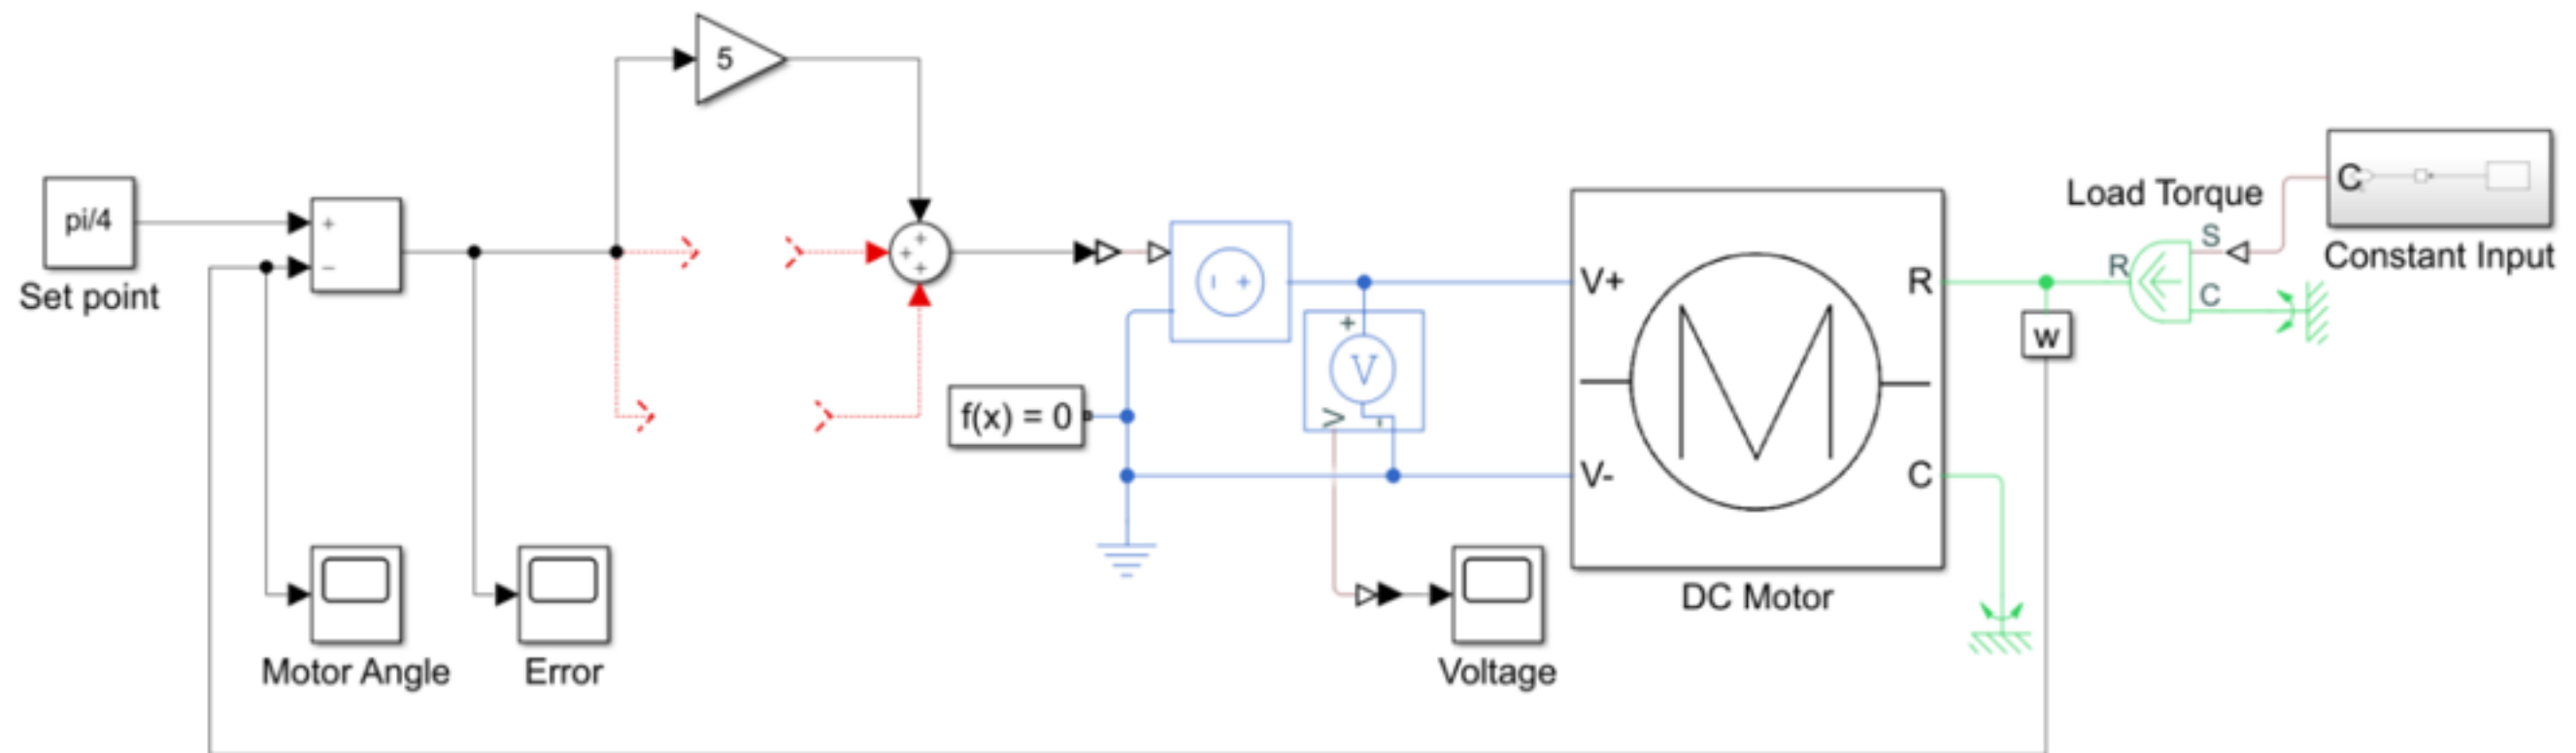 5
pi/4
+
−
Set point
+
+
+
f(x) = 0
− +
+
V
V
-
V+
V-
R
C
DC Motor
w
Load Torque
R
S
C
C
Constant Input
Motor Angle
Error
Voltage